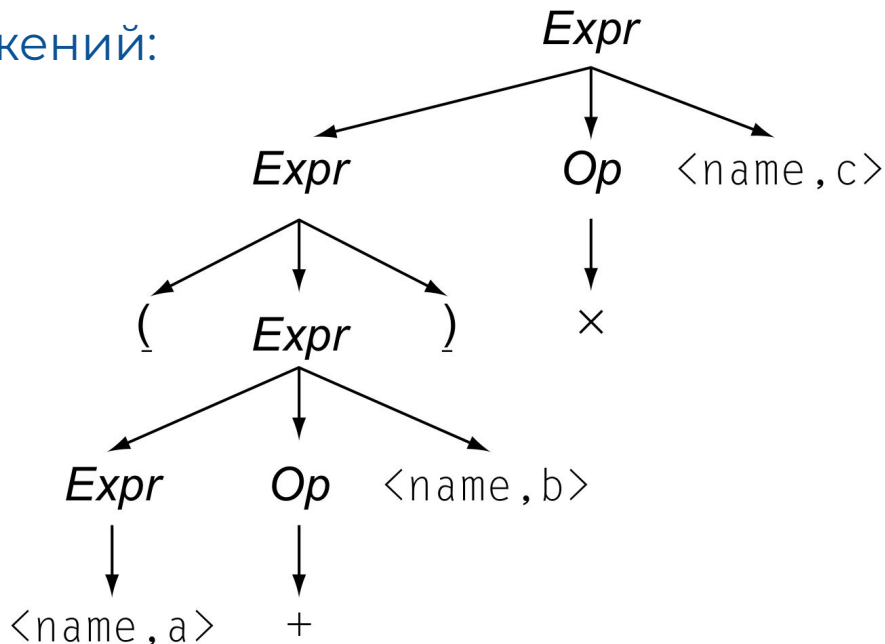 жений:
Expr
Expr Op <name,c>
( Expr ) ×
Expr Op <name,b>
<name,a> +